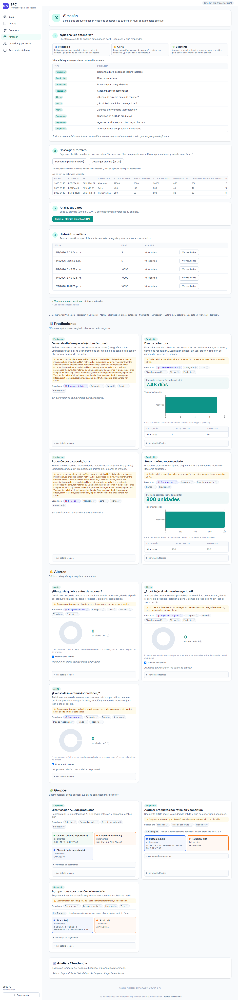 Servidor: http://localhost:8010
SPC
SPC
Pronóstico para tu negocio
Inicio
Ventas
Compras
Almacén
Usuarios y permisos
Acerca del sistema
Almacén
Señala qué productos tienen riesgo de agotarse y te sugiere un nivel de existencias objetivo.
1
¿Qué análisis obtendrás?
El sistema ejecuta 10 análisis automáticos por ti. Estos son y qué responden.
Predicción
Estiman un número (unidades, ingreso, días de
entrega...) a partir de los factores de tu negocio.
Alerta
Responden sí/no (¿riesgo de quiebre?) o eligen una
categoría (¿por qué canal se venderá?).
Segmento
Agrupan productos, tiendas o proveedores parecidos
para poder gestionarlos de forma distinta.
10 análisis que se ejecutarán automáticamente:
TIPO PREGUNTA
Predicción Demanda diaria esperada (sobre factores)
Predicción Días de cobertura
Predicción Rotación por categoría/zona
Predicción Stock máximo recomendado
Alerta ¿Riesgo de quiebre antes de reponer?
Alerta ¿Stock bajo el mínimo de seguridad?
Alerta ¿Exceso de inventario (sobrestock)?
Segmento Clasificación ABC de productos
Segmento Agrupar productos por rotación y cobertura
Segmento Agrupar zonas por presión de inventario
Todos estos análisis se entrenan automáticamente cuando subes tus datos (sin que tengas que elegir nada).
2
Descarga el formato
Baja una plantilla para llenar con tus datos. Ya viene con filas de ejemplo: reemplázalas por las tuyas y súbela en el Paso 3.
Descargar plantilla (Excel)
Descargar plantilla (JSON)
Ambas plantillas traen todas las columnas necesarias y filas de ejemplo listas para reemplazar.
Así se ven las columnas (ejemplo):
FECHA ID_TIENDA SKU CATEGORIA STOCK_ACTUAL STOCK_MINIMO STOCK_MAXIMO DEMANDA_DIA DEMANDA_DIARIA_PROMEDIO
2025-01-15 BODEGA-LI SKU-AZC-01 Abarrotes 12000 2000 20000 850 800 15
2025-01-15 BOTICA-JR SKU-VIT-05 Salud 450 100 800 45 42 10
2025-01-15 FERRE-NOR SKU-HER-12 Herramientas 280 50 500 32 35 8
3
Analiza tus datos
Sube tu plantilla (Excel o JSON) y automáticamente verás los 10 análisis.
Subir mi plantilla (Excel o JSON)
4
Historial de análisis
Revisa los análisis que hiciste antes en esta categoría y vuelve a ver sus resultados.
FECHA FILAS ANÁLISIS
14/7/2026, 8:09:04 a. m. 5 10 reportes Ver resultados
14/7/2026, 7:56:55 a. m. 5 10 reportes Ver resultados
14/7/2026, 6:45:52 a. m. 10098 10 reportes Ver resultados
14/7/2026, 6:40:42 a. m. 10098 10 reportes Ver resultados
12/7/2026, 11:07:35 p. m. 10098 10 reportes Ver resultados
✓ 13 columnas reconocidas 5 filas analizadas
▶ Ver columnas reconocidas
Cómo leer esto: Predicción = regresión (un número) · Alerta = clasificación (sí/no o categoría) · Segmento = agrupación (clustering). El detalle técnico está en «Ver detalle técnico».
Predicciones
Números: qué esperar según los factores de tu negocio
Predicción
Demanda diaria esperada (sobre factores)
Estima la demanda del día desde factores estables (categoría y zona).
Estimación gruesa: al no usar promedios del mismo día, la señal es limitada y
el error real se reporta sin inflar.
⚠ No se pudo completar este análisis: Input X contains NaN. Ridge does not accept
missing values encoded as NaN natively. For supervised learning, you might want to
consider sklearn.ensemble.HistGradientBoostingClassifier and Regressor which
accept missing values encoded as NaNs natively. Alternatively, it is possible to
preprocess the data, for instance by using an imputer transformer in a pipeline or drop
samples with missing values. See https://scikit-learn.org/stable/modules/impute.html
You can find a list of all estimators that handle NaN values at the following page:
https://scikit-learn.org/stable/modules/impute.html#estimators-that-handle-nan-
values
Basado en: Demanda del día i Categoría i Zona i Tienda i
Producto i
Sin predicciones con los datos proporcionados.
▶ Ver detalle técnico
Predicción
Días de cobertura
Estima los días de cobertura desde factores del producto (categoría, zona y
tiempo de reposición). Estimación gruesa: sin usar stock ni rotación del
mismo día, la señal es limitada.
⚠ Señal débil: el modelo explica poca variación con estos factores (error promedio
50%).
Basado en: Días de cobertura i Categoría i Zona i
Días de reposición i Tienda i Producto i
Promedio estimado (periodo reciente)
7.48 días
Top por categoría:
Abarrotes
0 2 4 6 8
Cada barra suma el valor estimado del periodo por categoría (en días).
CATEGORÍA TOTAL ESTIMADO PROMEDIO
Abarrotes 7 7.5
▶ Ver detalle técnico
Predicción
Rotación por categoría/zona
Estima la velocidad de rotación desde factores estables (categoría y zona).
Estimación gruesa: sin promedios del mismo día, la señal es limitada.
⚠ No se pudo completar este análisis: Input X contains NaN. Ridge does not accept
missing values encoded as NaN natively. For supervised learning, you might want to
consider sklearn.ensemble.HistGradientBoostingClassifier and Regressor which
accept missing values encoded as NaNs natively. Alternatively, it is possible to
preprocess the data, for instance by using an imputer transformer in a pipeline or drop
samples with missing values. See https://scikit-learn.org/stable/modules/impute.html
You can find a list of all estimators that handle NaN values at the following page:
https://scikit-learn.org/stable/modules/impute.html#estimators-that-handle-nan-
values
Basado en: Rotación i Categoría i Zona i Tienda i
Producto i
Sin predicciones con los datos proporcionados.
▶ Ver detalle técnico
Predicción
Stock máximo recomendado
Predice el stock máximo óptimo según categoría y tiempo de reposición
(factores causales).
⚠ Señal débil: el modelo explica poca variación con estos factores (error promedio
96%).
Basado en: Stock máximo i Categoría i Días de reposición i
Tienda i Producto i
Promedio estimado (periodo reciente)
800 unidades
Top por categoría:
Abarrotes
0 200 400 600 800
Cada barra suma el valor estimado del periodo por categoría (en unidades).
CATEGORÍA TOTAL ESTIMADO PROMEDIO
Abarrotes 800 800
▶ Ver detalle técnico
Alertas
Sí/No o categoría: qué requiere tu atención
Alerta
¿Riesgo de quiebre antes de reponer?
Anticipa el riesgo de quedarse sin stock durante la reposición, desde el perfil
del producto (categoría, zona y rotación), sin leer el stock del día.
⚠ Sin casos suficientes en el periodo de entrenamiento para aprender la alerta.
Basado en: Riesgo de quiebre i Categoría i Zona i Rotación i
Tienda i Producto i
0
en alerta de 1 i
El aro muestra cuántos casos quedaron en alerta vs. normales, sobre 1 casos del periodo
de prueba.
Mostrar solo alertas
¡Ninguno en alerta con los datos de prueba!
▶ Ver detalle técnico
Alerta
¿Stock bajo el mínimo de seguridad?
Anticipa si el producto caerá por debajo de su mínimo de seguridad, desde
el perfil del producto (categoría, zona y tiempo de reposición), sin leer el
stock del día.
⚠ Sin casos suficientes: todos los registros caen en la misma categoría (sin alerta);
no se puede entrenar esta alerta.
Basado en: Reposición urgente i Categoría i Zona i
Días de reposición i Tienda i Producto i
0
en alerta de 1 i
El aro muestra cuántos casos quedaron en alerta vs. normales, sobre 1 casos del periodo
de prueba.
Mostrar solo alertas
¡Ninguno en alerta con los datos de prueba!
▶ Ver detalle técnico
Alerta
¿Exceso de inventario (sobrestock)?
Anticipa el exceso de inventario respecto al máximo permitido, desde el
perfil del producto (categoría, zona, rotación y tiempo de reposición), sin
leer el stock del día.
⚠ Sin casos suficientes: todos los registros caen en la misma categoría (sin alerta);
no se puede entrenar esta alerta.
Basado en: Sobrestock i Categoría i Zona i Rotación i
Días de reposición i Tienda i Producto i
0
en alerta de 1 i
El aro muestra cuántos casos quedaron en alerta vs. normales, sobre 1 casos del periodo
de prueba.
Mostrar solo alertas
¡Ninguno en alerta con los datos de prueba!
▶ Ver detalle técnico
Grupos
Segmentación: cómo agrupar tus datos para gestionarlos mejor
Segmento
Clasificación ABC de productos
Segmenta SKUs en categorías A, B, C según rotación y demanda (análisis
ABC).
Basado en: Rotación i Demanda media i Días de cobertura i
Producto i
Clase C (menos importante)
2 elementos
SKU-HER-12, SKU-VIT-05
Clase B (intermedia)
2 elementos
SKU-PAN-03, SKU-PLA-08
Clase A (más importante)
1 elementos
SKU-AZC-01
▶ Ver mapa de segmentos
▶ Ver detalle técnico
Segmento
Agrupar productos por rotación y cobertura
Segmenta SKUs según velocidad de salida y días de cobertura disponibles.
⚠ Segmentación con 1 grupo(s) de 1 solo elemento: referencial, no accionable.
Basado en: Rotación i Días de cobertura i Producto i
K = 2 grupos elegido automáticamente por mayor silueta, probando k de 2 a 4.
Rotación: bajo
4 elementos
SKU-AZC-01, SKU-HER-12, SKU-PAN-
03, SKU-VIT-05
Rotación: alto
1 elementos
SKU-PLA-08
▶ Ver mapa de segmentos
▶ Ver detalle técnico
Segmento
Agrupar zonas por presión de inventario
Segmenta áreas del almacén según volumen, rotación y cobertura media.
⚠ Segmentación con 1 grupo(s) de 1 solo elemento: referencial, no accionable.
Basado en: Stock actual i Demanda media i Rotación i Zona i
K = 2 grupos elegido automáticamente por mayor silueta, probando k de 2 a 4.
Stock: bajo
4 elementos
Z-COCINA, Z-FRESCO, Z-
HERRAMIENTAS, Z-REFRIGERACION
Stock: alto
1 elementos
Z-PRINCIPAL
▶ Ver mapa de segmentos
▶ Ver detalle técnico
Análisis / Tendencia
Evolución temporal del negocio (histórico) y pronóstico referencial.
Aún no hay suficiente historial por fecha para dibujar la tendencia.
Análisis realizado el 14/7/2026, 8:09:04 a. m.
256370
administrator
Cerrar sesión
Las estimaciones son referenciales y mejoran con tus propios datos. Acerca del sistema